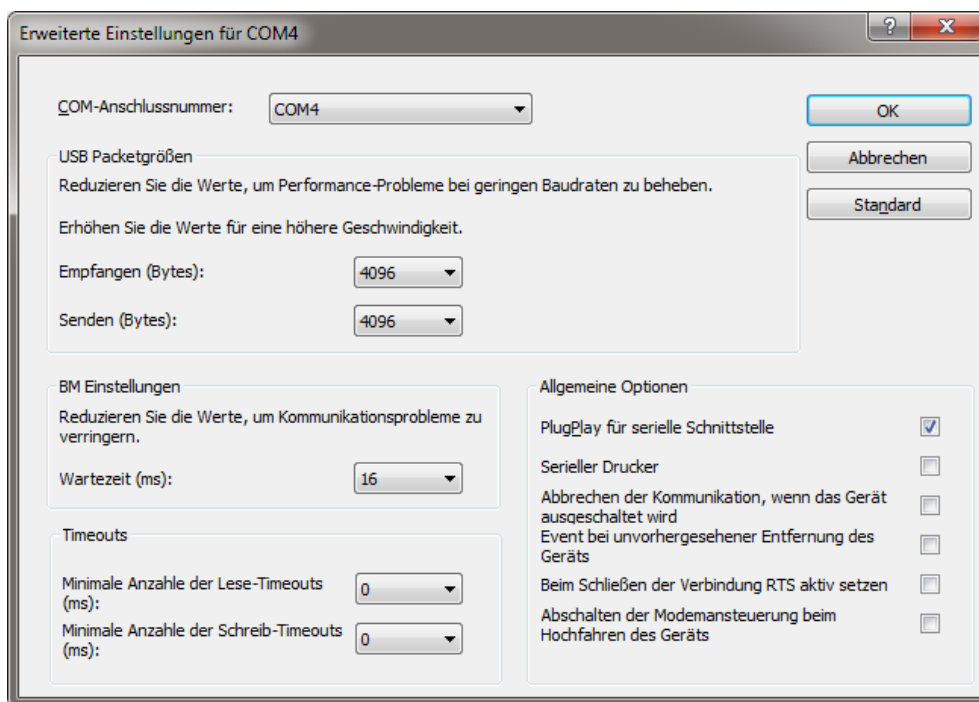 Erweiterte Einstellungen für COM4
?
X
COM-Anschlussnummer:
COM4
OK
Abbrechen
Standard
USB Packetgrößen
Reduzieren Sie die Werte, um Performance-Probleme bei geringen Baudraten zu beheben.
Erhöhen Sie die Werte für eine höhere Geschwindigkeit.
Empfangen (Bytes):
4096
Senden (Bytes):
4096
BM Einstellungen
Reduzieren Sie die Werte, um Kommunikationsprobleme zu
verringern.
Wartezeit (ms):
16
Timeouts
Minimale Anzahle der Lese-Timeouts
(ms):
0
Minimale Anzahle der Schreib-Timeouts
(ms):
0
Allgemeine Optionen
PlugPlay für serielle Schnittstelle
Serieller Drucker
Abbrechen der Kommunikation, wenn das Gerät
ausgeschaltet wird
Event bei unvorhergesehener Entfernung des
Geräts
Beim Schließen der Verbindung RTS aktiv setzen
Abschalten der Modemansteuerung beim
Hochfahren des Geräts